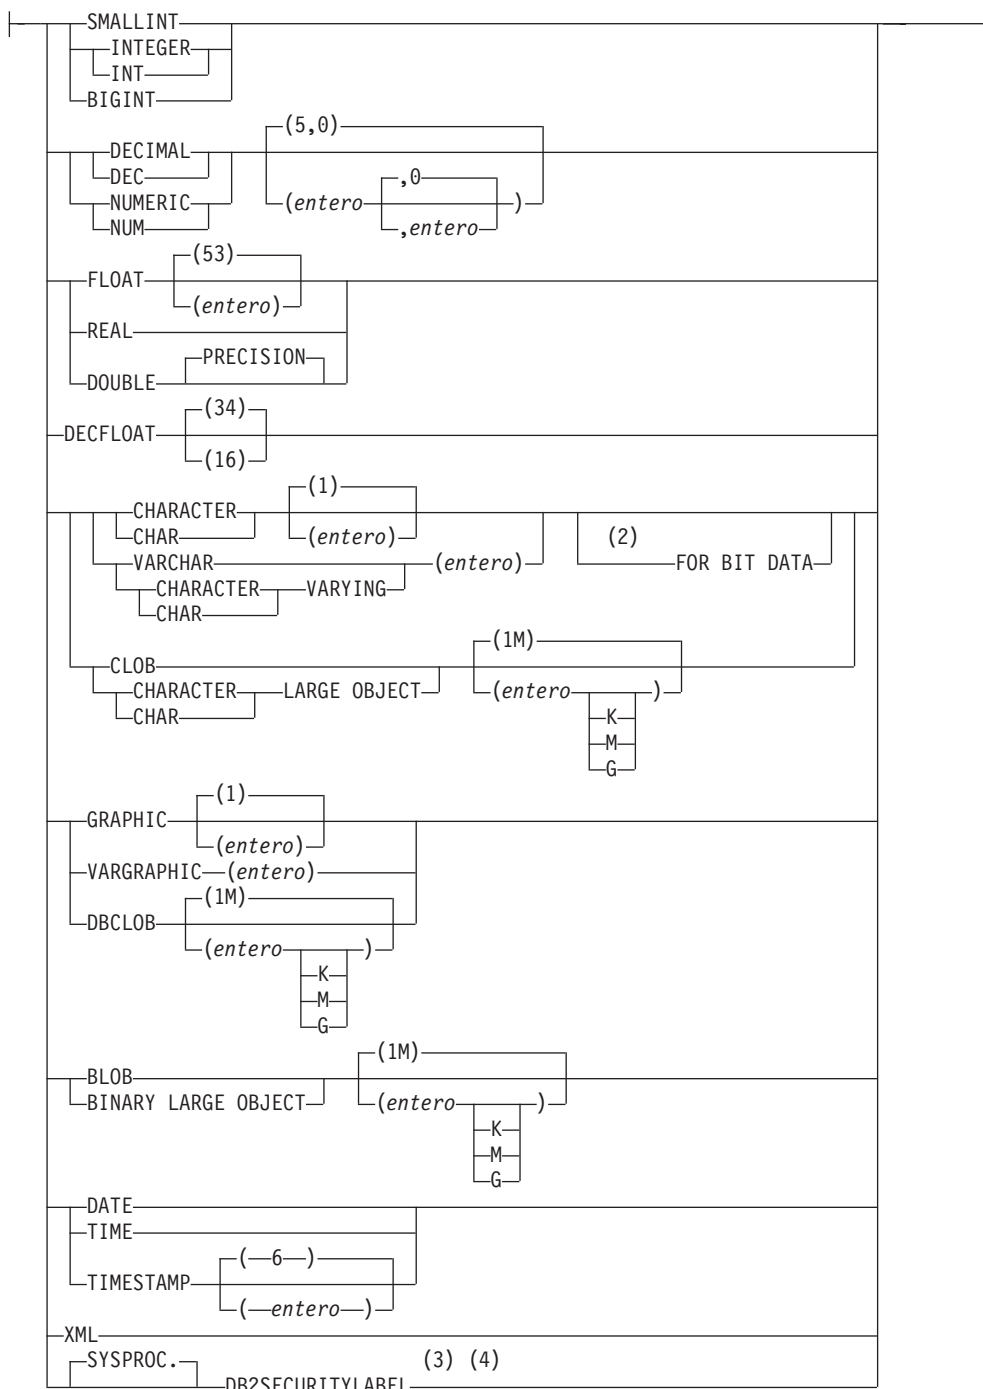 SMALLINT
INTEGER
INT
BIGINT
(5,0)
DECIMAL
DEC
,0
NUMERIC
(entero )
NUM
,entero
(53)
FLOAT
(entero)
REAL
PRECISION
DOUBLE
(34)
DECFLOAT
(16)
(1)
CHARACTER
CHAR
(entero)
(2)
VARCHAR
(entero)
FOR BIT DATA
CHARACTER
VARYING
CHAR
(1M)
CLOB
CHARACTER
LARGE OBJECT
(entero )
CHAR
K
M
G
(1)
GRAPHIC
(entero)
VARGRAPHIC
(entero)
(1M)
DBCLOB
(entero )
K
M
G
(1M)
BLOB
BINARY LARGE OBJECT
(entero )
K
M
G
DATE
TIME
( 6 )
TIMESTAMP
( entero )
XML
SYSPROC.
(3) (4)
DB2SECURITYLABEL